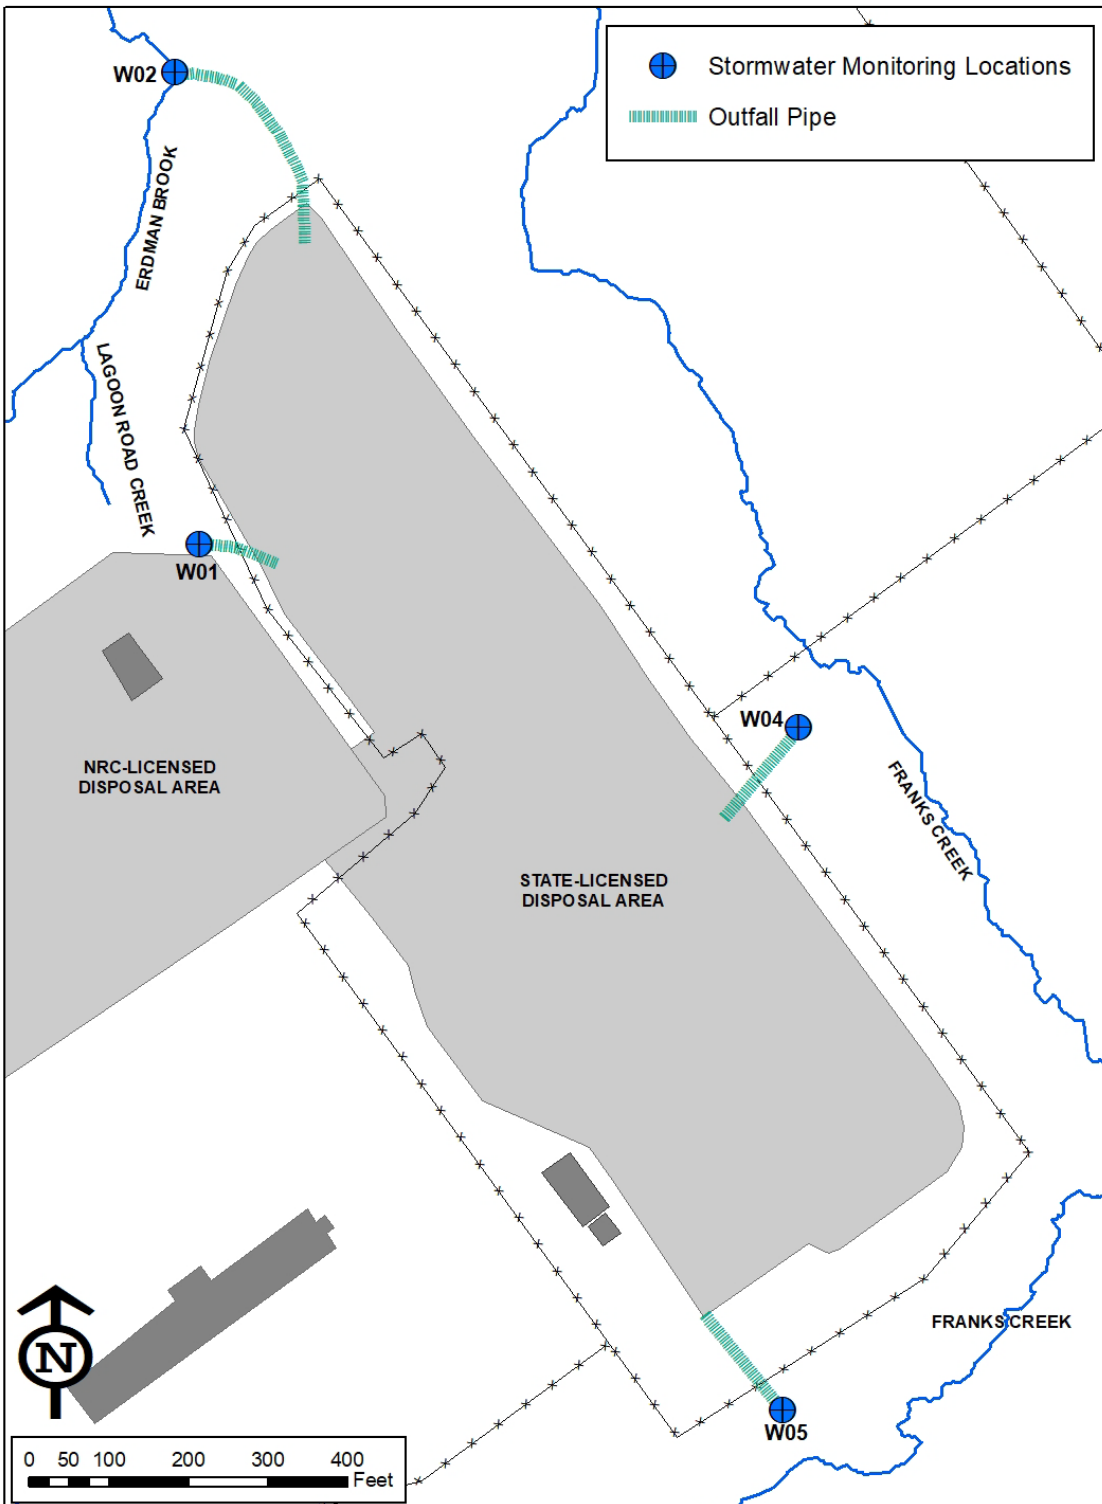 W02
Stormwater Monitoring Locations
Outfall Pipe
ERDMAN BROOK
LAGOON ROAD CREEK
W01
W04
NRC-LICENSED
DISPOSAL AREA
FRANKS CREEK
STATE-LICENSED
DISPOSAL AREA
FRANKS CREEK
N
W05
0 50 100 200 300 400
Feet